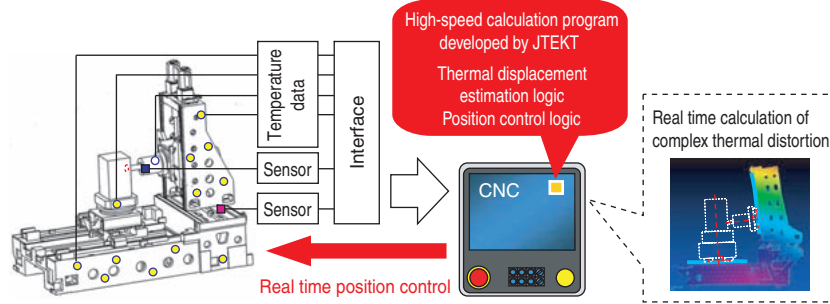 High-speed calculation program
developed by JTEKT
Thermal displacement
estimation logic
Position control logic
Temperature
data
Interface
Sensor
Sensor
CNC
Real time calculation of
complex thermal distortion
Real time position control